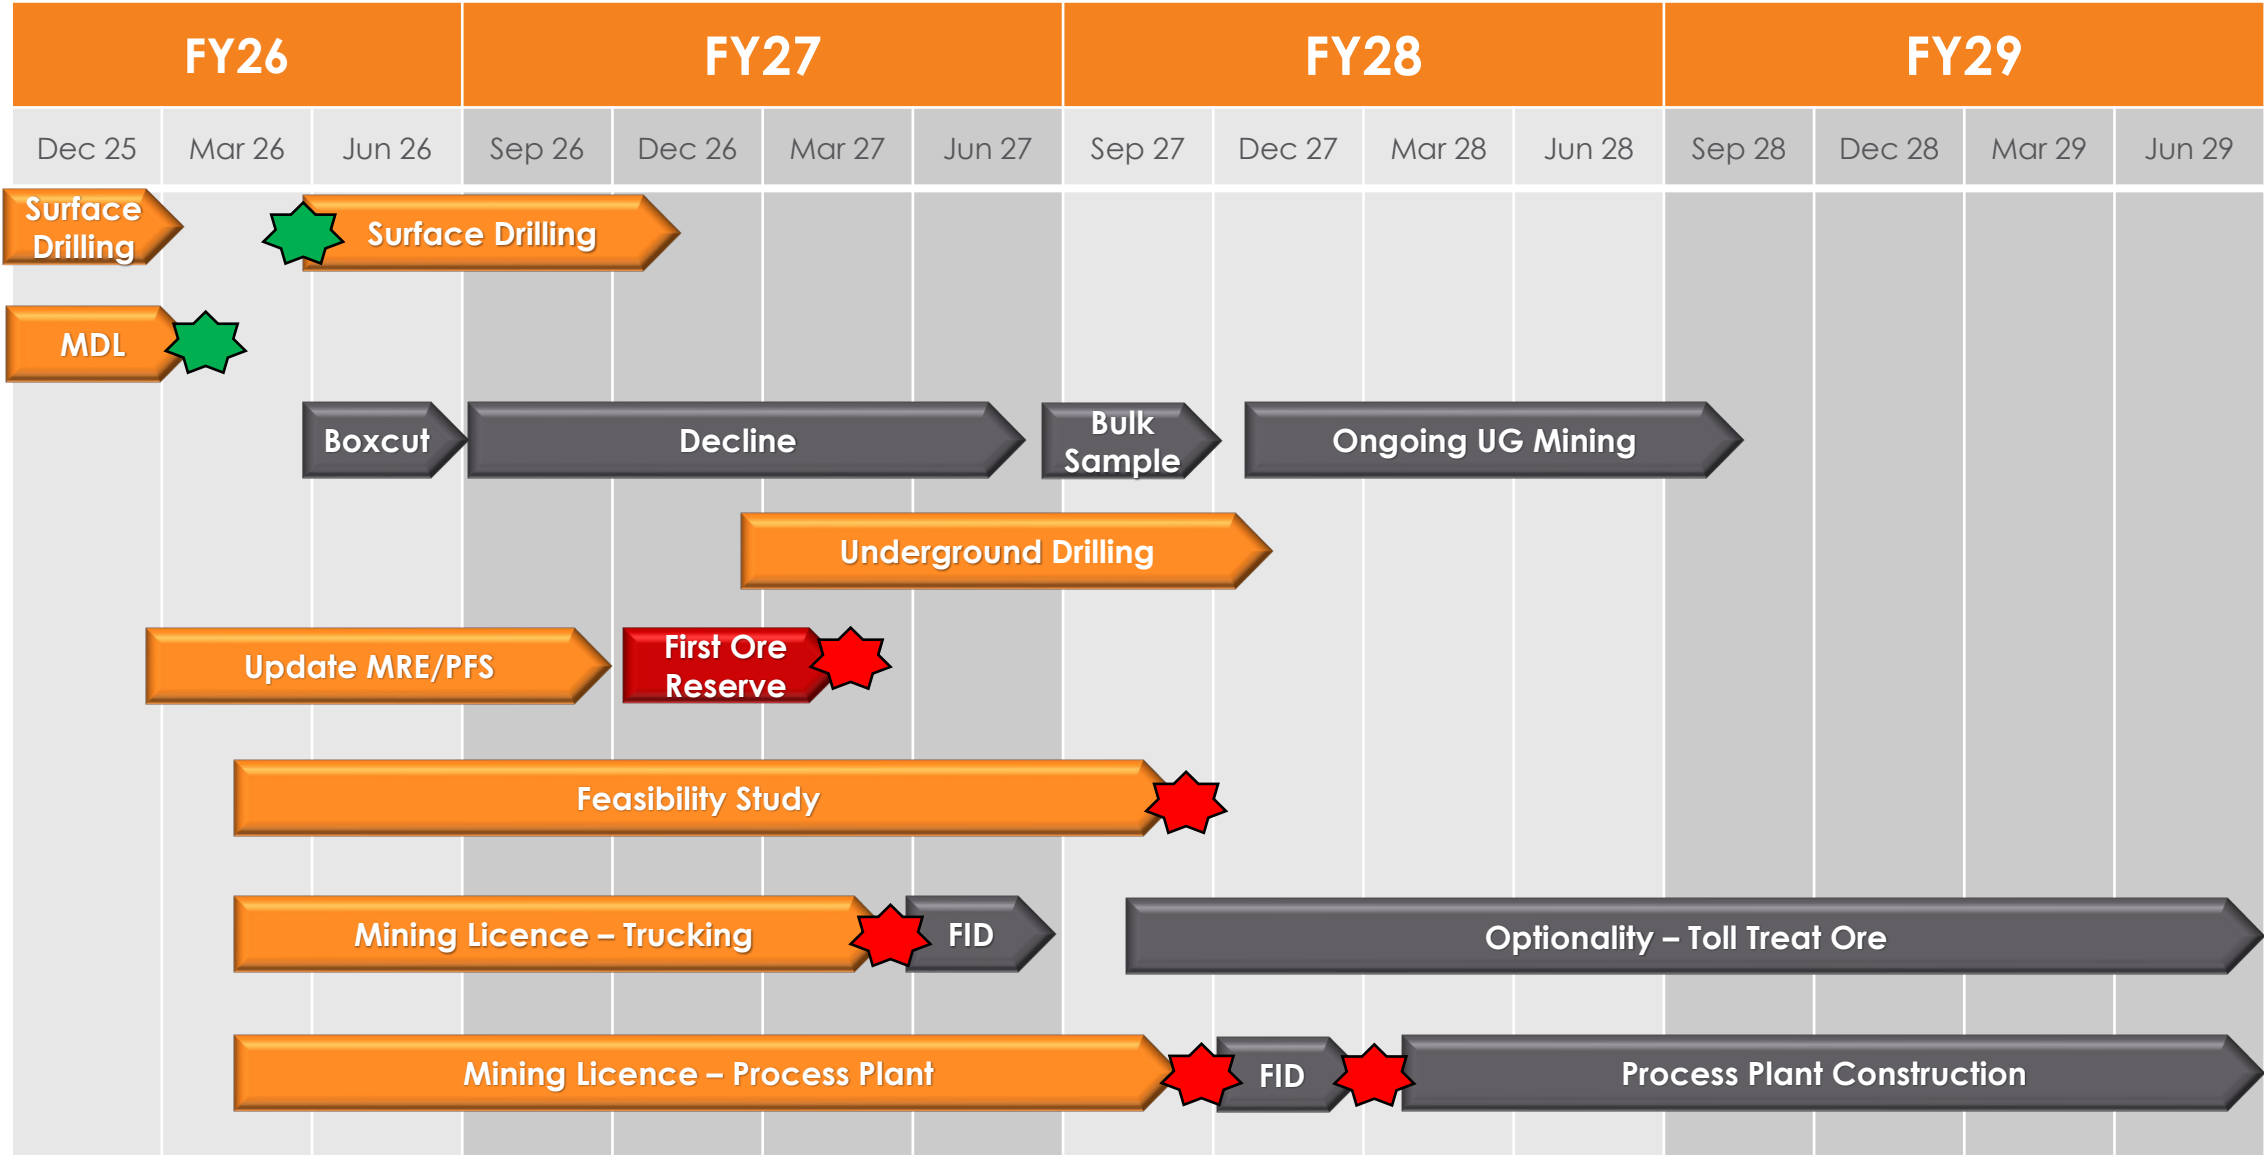 FY26
FY27
FY28
FY29
Dec 25
Mar 26
Jun 26
Sep 26
Dec 26
Mar 27
Jun 27
Sep 27
Dec 27
Mar 28
Jun 28
Sep 28
Dec 28
Mar 29
Jun 29
Surface
Drilling
Surface Drilling
MDL
Boxcut
Decline
Bulk
Sample
Ongoing UG Mining
Underground Drilling
Update MRE/PFS
First Ore
Reserve
Feasibility Study
Mining Licence – Trucking
FID
Optionality – Toll Treat Ore
Mining Licence – Process Plant
FID
Process Plant Construction